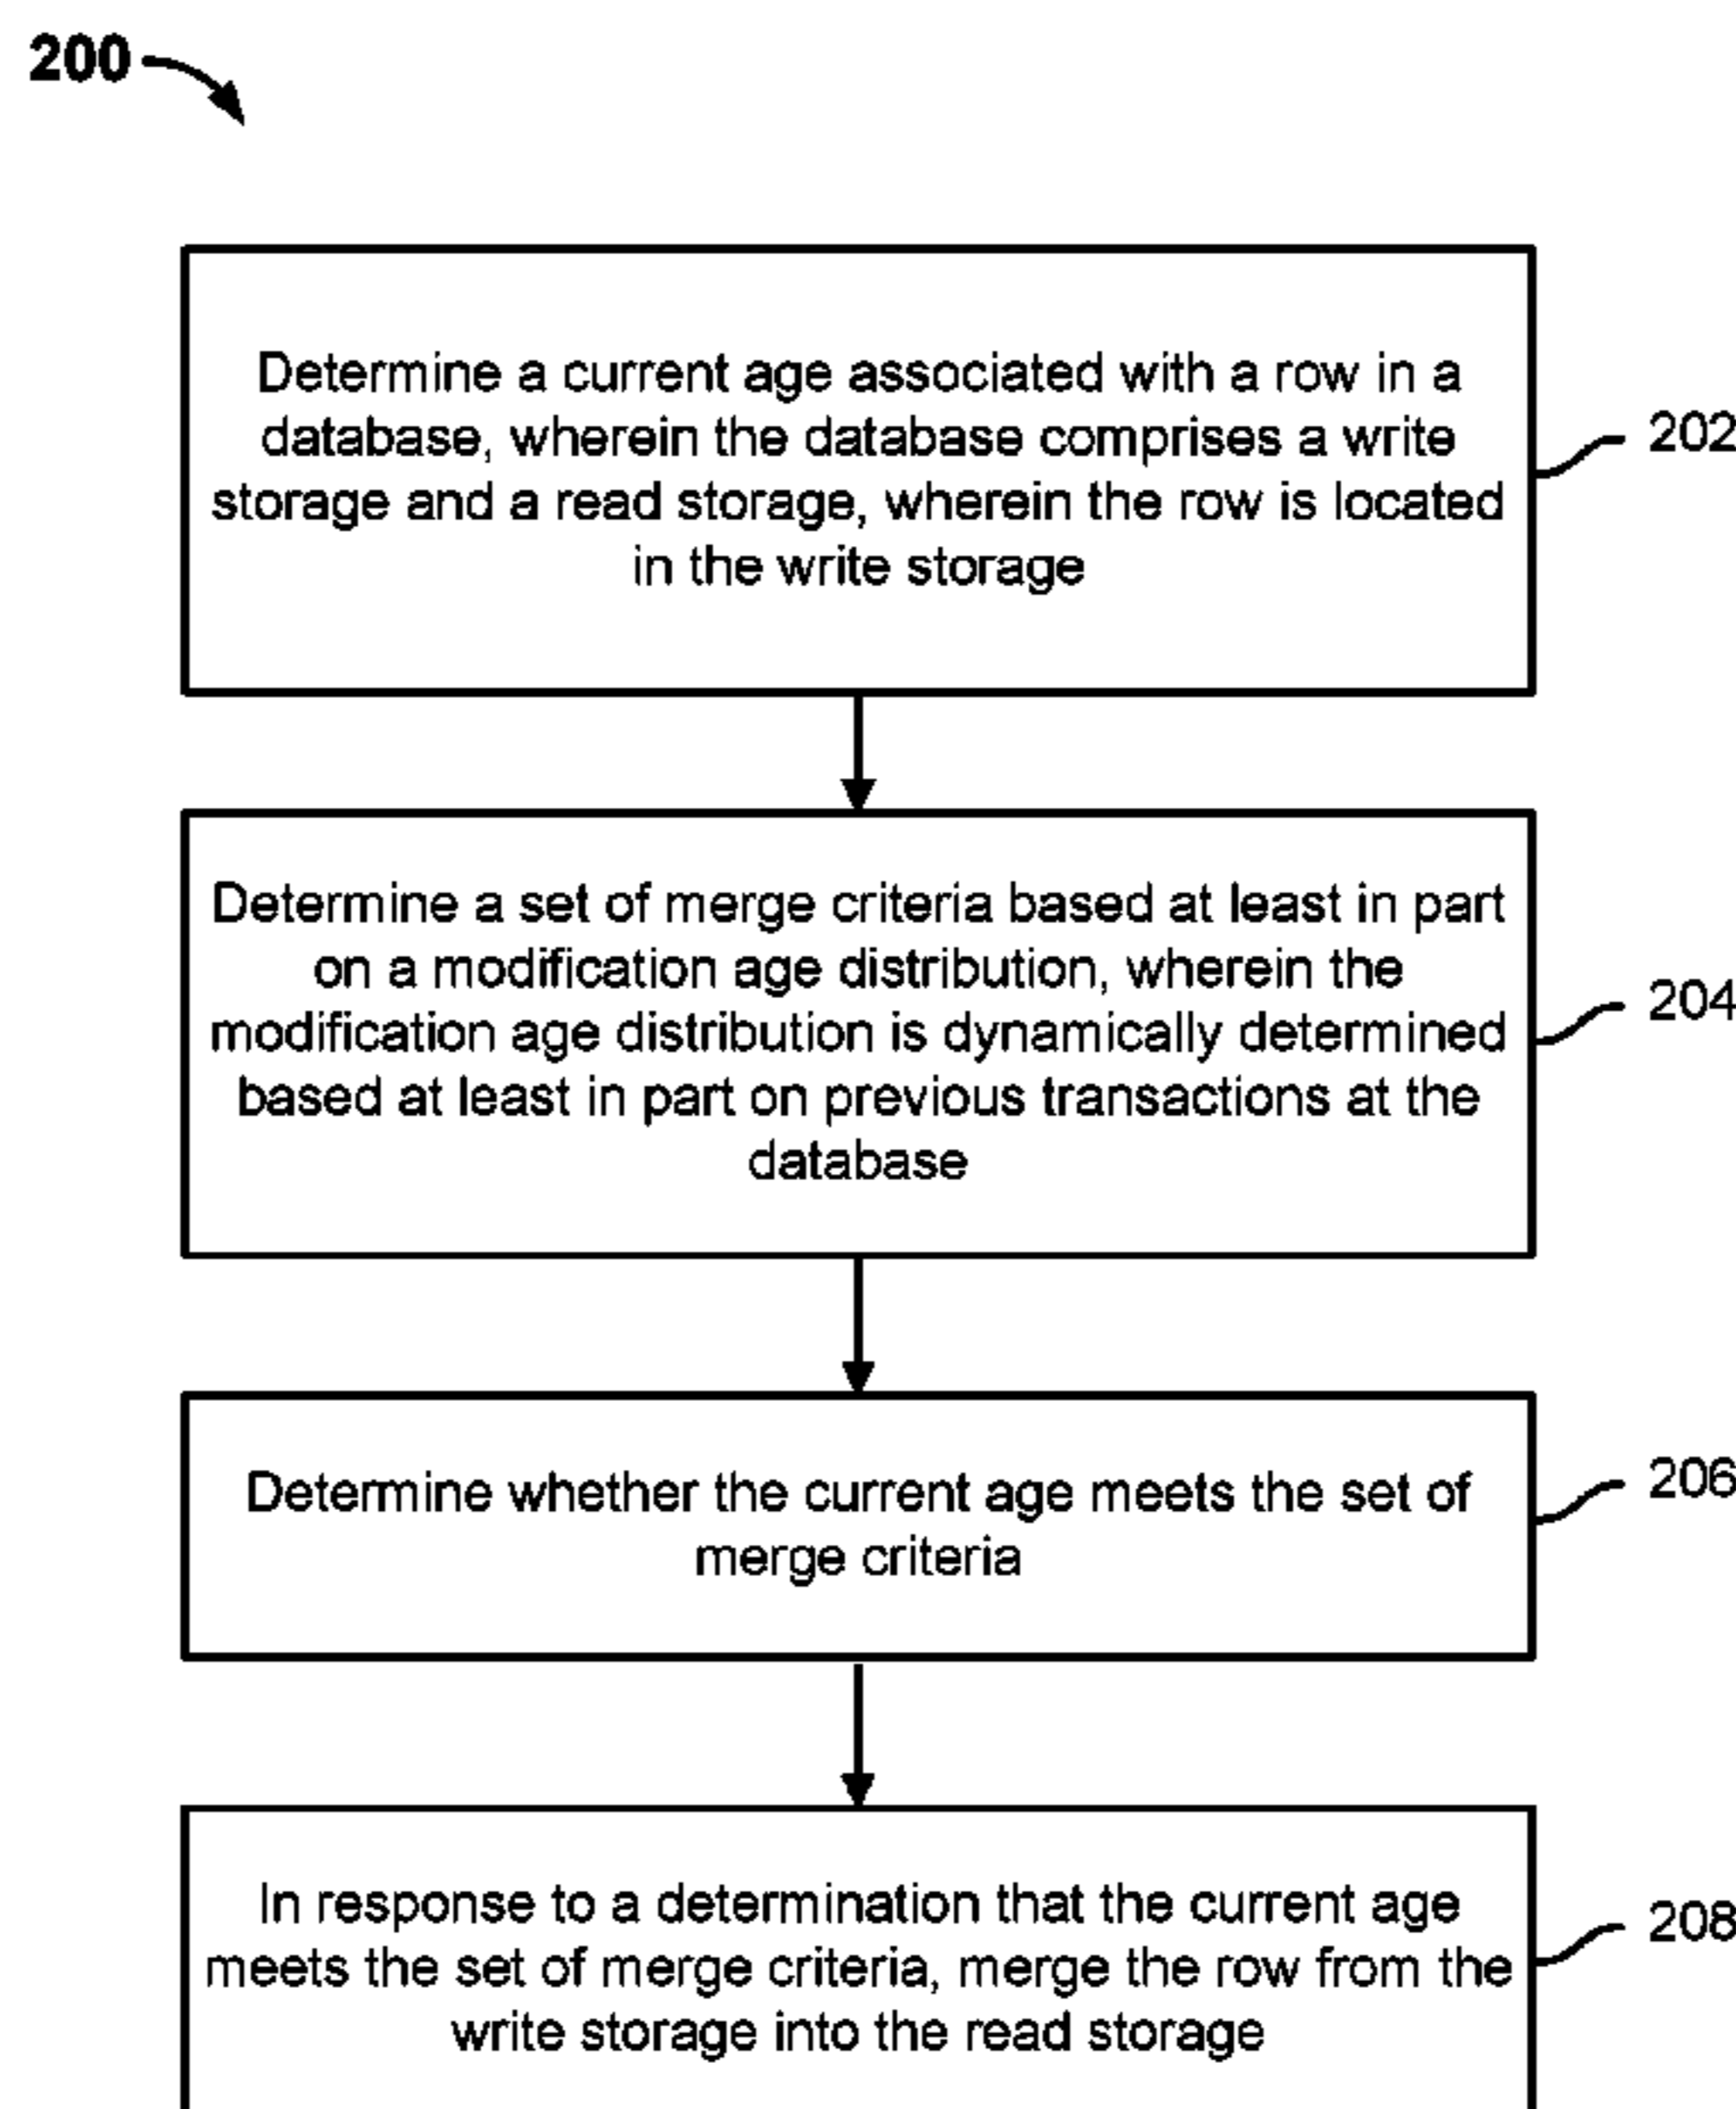 200
Determine a current age associated with a row in a
database, wherein the database comprises a write
storage and a read storage, wherein the row is located
in the write storage
202
Determine a set of merge criteria based at least in part
on a modification age distribution, wherein the
modification age distribution is dynamically determined
based at least in part on previous transactions at the
database
204
Determine whether the current age meets the set of
merge criteria
206
In response to a determination that the current age
meets the set of merge criteria, merge the row from the
write storage into the read storage
208